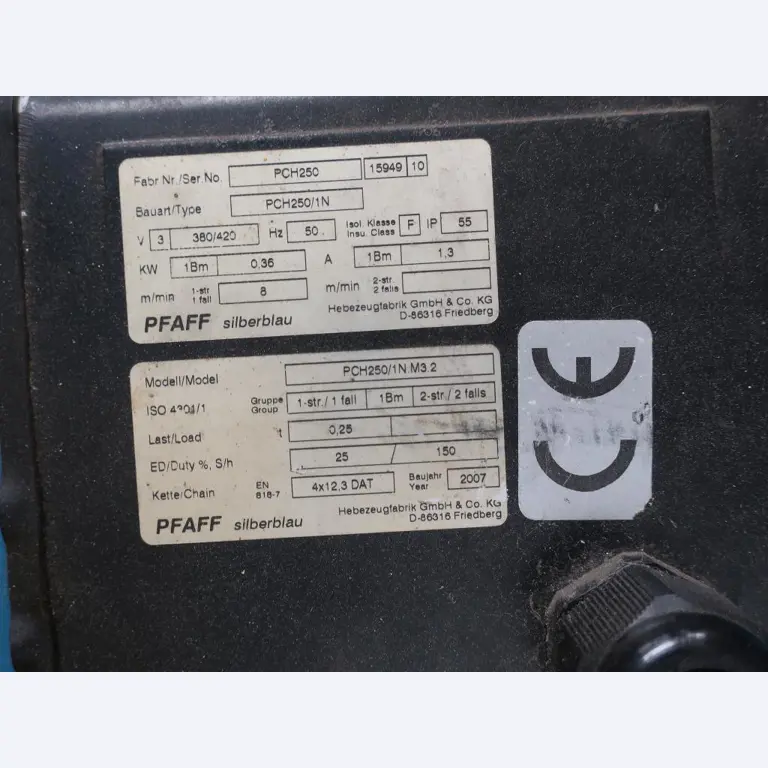 Fabr Nr./Ser.No. PCH250 15949 10
Bauart/Type PCH250/1N
V 3 380/420 Hz 50 Isol. Klasse Insu. Class F IP 55
KW 1Bm 0,36 A 1Bm 1,3
m/min 1-str. 1 fall 8 m/min 2-str. 2 falls
PFAFF silberblau Hebezeugfabrik GmbH & Co. KG
D-86316 Friedberg
Modell/Model PCH250/1N M3.2
ISO 4301/1 Gruppe Group 1-str./ 1 fall 1Bm 2-str./ 2 falls
Last/Load t 0,25
ED/Duty %, S/h 25 / 150
Kette/Chain EN 818-7 4x12,3 DAT Baujahr Year 2007
PFAFF silberblau Hebezeugfabrik GmbH & Co. KG
D-86316 Friedberg
CE